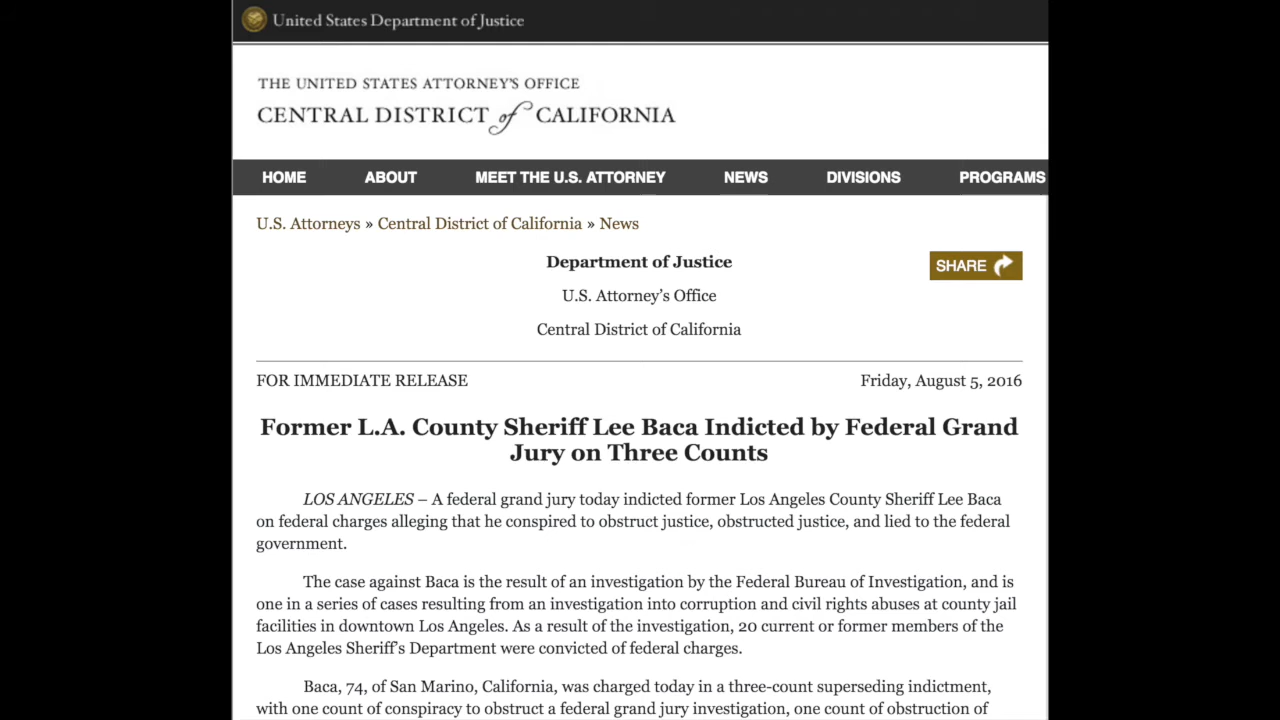 United States Department of Justice
THE UNITED STATES ATTORNEY'S OFFICE
CENTRAL DISTRICT of CALIFORNIA
HOME ABOUT MEET THE U.S. ATTORNEY NEWS DIVISIONS PROGRAMS
U.S. Attorneys » Central District of California » News
Department of Justice
SHARE
U.S. Attorney’s Office
Central District of California
FOR IMMEDIATE RELEASE Friday, August 5, 2016
Former L.A. County Sheriff Lee Baca Indicted by Federal Grand
Jury on Three Counts
LOS ANGELES – A federal grand jury today indicted former Los Angeles County Sheriff Lee Baca
on federal charges alleging that he conspired to obstruct justice, obstructed justice, and lied to the federal
government.
The case against Baca is the result of an investigation by the Federal Bureau of Investigation, and is
one in a series of cases resulting from an investigation into corruption and civil rights abuses at county jail
facilities in downtown Los Angeles. As a result of the investigation, 20 current or former members of the
Los Angeles Sheriff’s Department were convicted of federal charges.
Baca, 74, of San Marino, California, was charged today in a three-count superseding indictment,
with one count of conspiracy to obstruct a federal grand jury investigation, one count of obstruction of